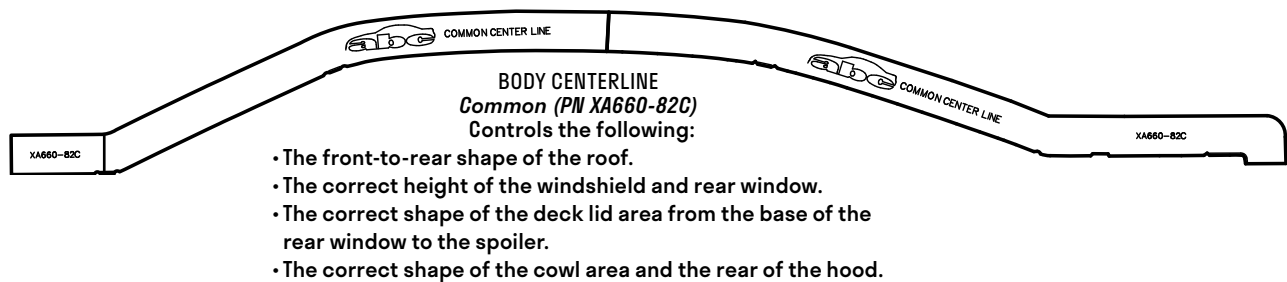 COMMON CENTER LINE
COMMON CENTER LINE
XA660-82C
XA660-82C
BODY CENTERLINE
Common (PN XA660-82C)
Controls the following:
• The front-to-rear shape of the roof.
• The correct height of the windshield and rear window.
• The correct shape of the deck lid area from the base of the
rear window to the spoiler.
• The correct shape of the cowl area and the rear of the hood.